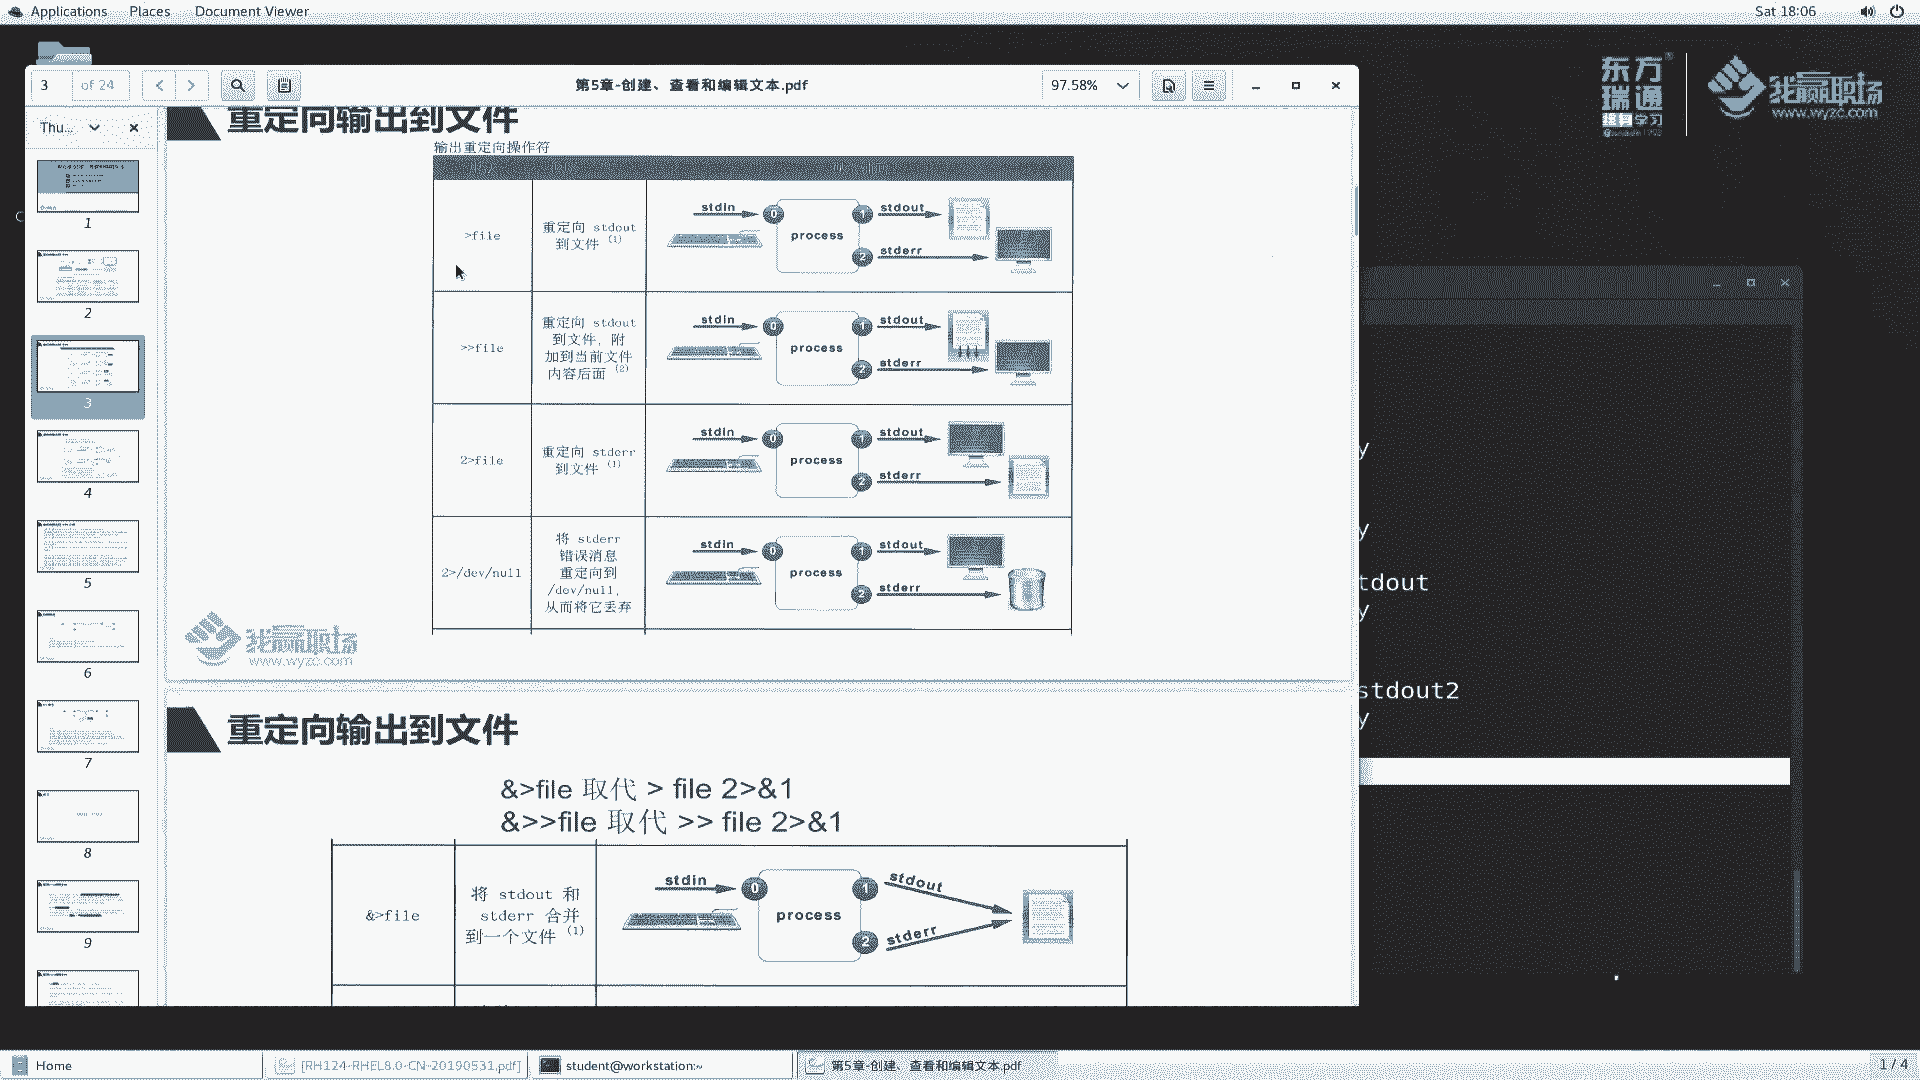 Applications Places Document Viewer
Sat 18:06
3 of 24
第5章-创建、查看和编辑文本.pdf
97.58%
东方瑞通
终身学习
我赢职场
www.wyzc.com
Thu...
1
2
3
4
5
6
7
8
9
重定向输出到文件
输出重定向操作符
>file
重定向 stdout
到文件 (1)
stdin
0
process
1
stdout
2
stderr
>>file
重定向 stdout
到文件，附
加到当前文件
内容后面 (2)
stdin
0
process
1
stdout
2
stderr
2>file
重定向 stderr
到文件 (1)
stdin
0
process
1
stdout
2
stderr
2>/dev/null
将 stderr
错误消息
重定向到
/dev/null，
从而将它丢弃
stdin
0
process
1
stdout
2
stderr
我赢职场
www.wyzc.com
重定向输出到文件
&>file 取代 > file 2>&1
&>>file 取代 >> file 2>&1
&>file
将 stdout 和
stderr 合并
到一个文件 (1)
stdin
0
process
1
stdout
2
stderr
y
y
tdout
y
stdout2
y
Home
[RH124-RHEL8.0-CN-20190531.pdf]
student@workstation:~
第5章-创建、查看和编辑文本.pdf
1 / 4